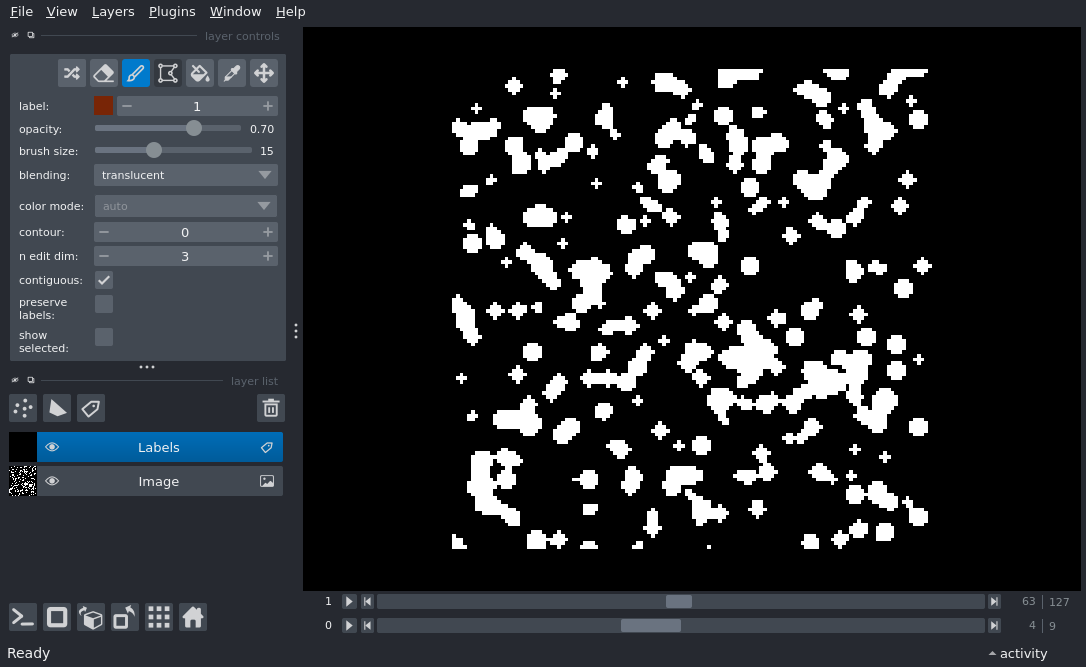 File View Layers Plugins Window Help
layer controls
label: 1
opacity: 0.70
brush size: 15
blending: translucent
color mode: auto
contour: 0
n edit dim: 3
contiguous:
preserve
labels:
show
selected:
layer list
Labels
Image
1 63 127
0 4 9
Ready activity